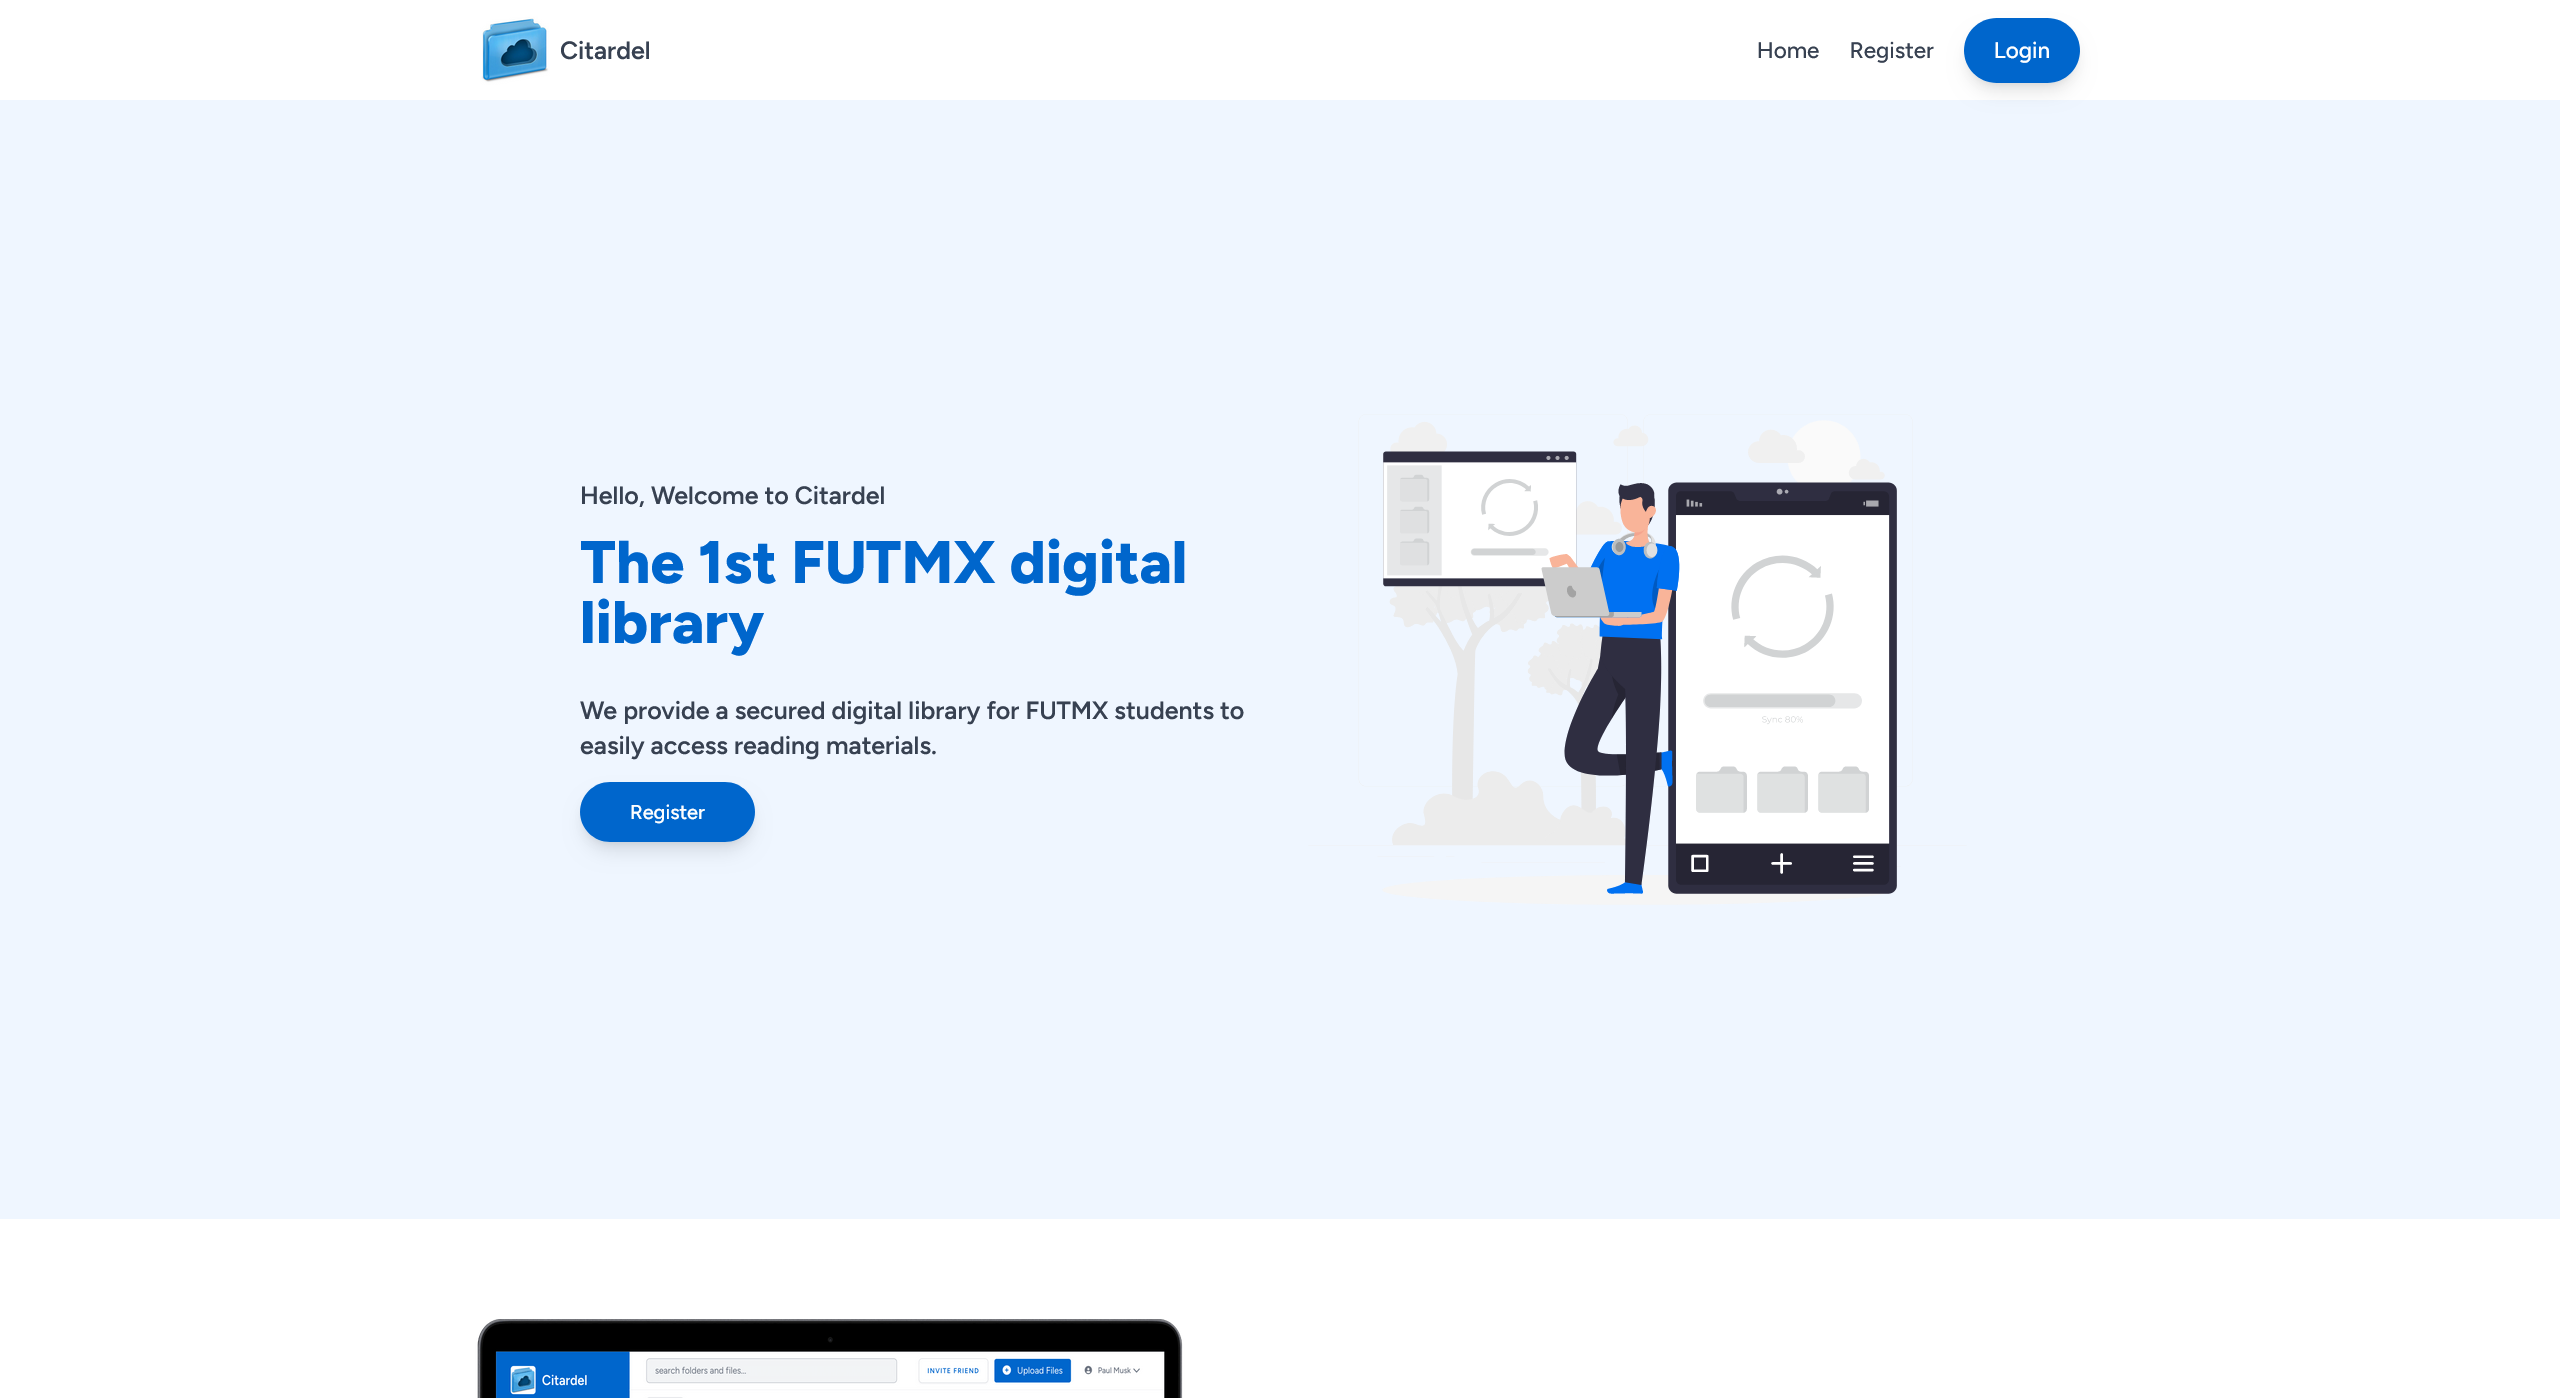 Citardel
Home
Register
Login
Hello, Welcome to Citardel
The 1st FUTMX digital
library
We provide a secured digital library for FUTMX students to
easily access reading materials.
Register
Sync 80%
Citardel
search folders and files...
INVITE FRIEND
Upload Files
Paul Musk